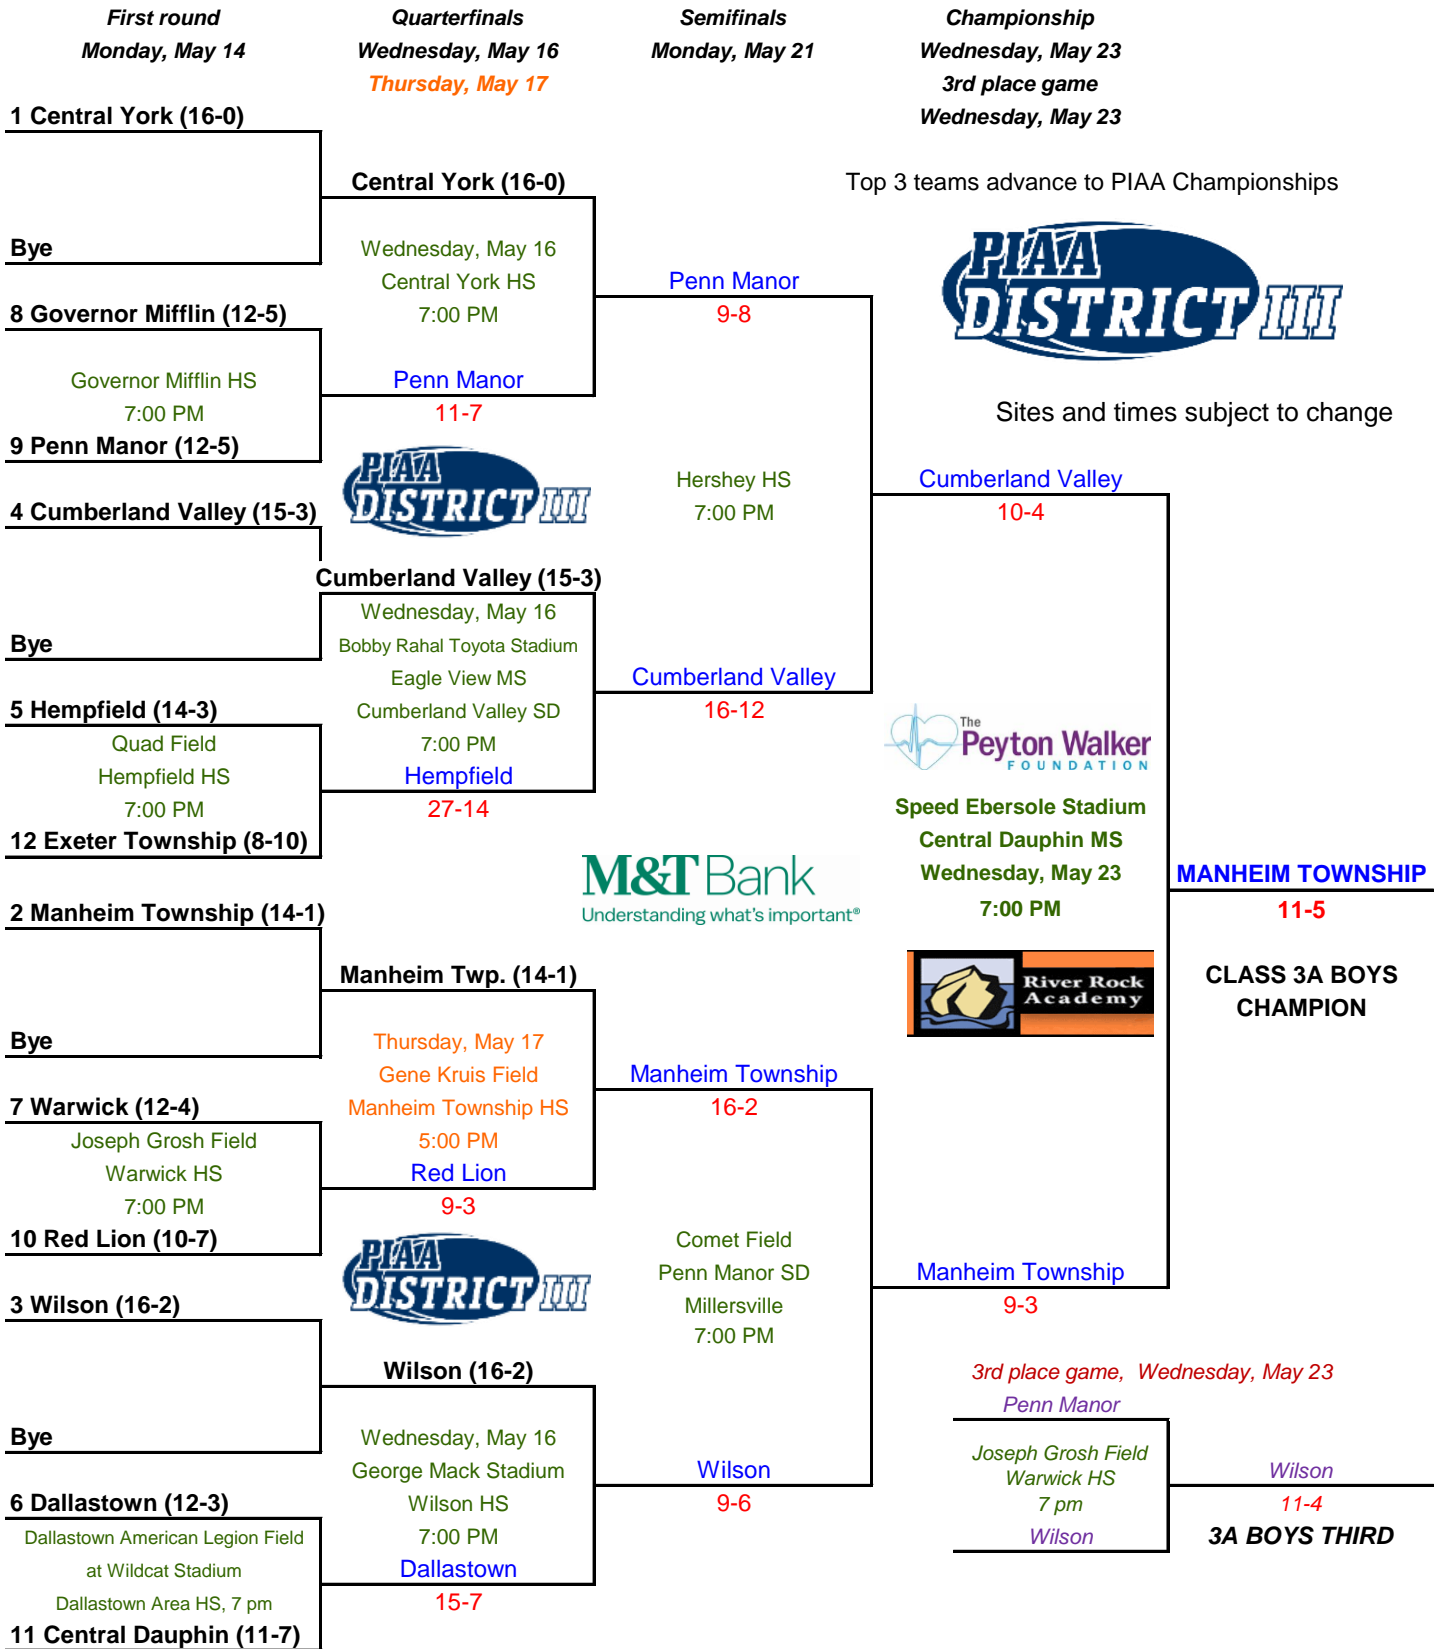 First round
Monday, May 14
Quarterfinals
Wednesday, May 16
Thursday, May 17
Semifinals
Monday, May 21
Championship
Wednesday, May 23
3rd place game
Wednesday, May 23
Top 3 teams advance to PIAA Championships
PIAA
DISTRICT III
Sites and times subject to change
1 Central York (16-0)
Bye
8 Governor Mifflin (12-5)
Governor Mifflin HS
7:00 PM
9 Penn Manor (12-5)
4 Cumberland Valley (15-3)
Bye
5 Hempfield (14-3)
Quad Field
Hempfield HS
7:00 PM
12 Exeter Township (8-10)
2 Manheim Township (14-1)
Bye
7 Warwick (12-4)
Joseph Grosh Field
Warwick HS
7:00 PM
10 Red Lion (10-7)
3 Wilson (16-2)
Bye
6 Dallastown (12-3)
Dallastown American Legion Field
at Wildcat Stadium
Dallastown Area HS, 7 pm
11 Central Dauphin (11-7)
Central York (16-0)
Wednesday, May 16
Central York HS
7:00 PM
Penn Manor
11-7
PIAA
DISTRICT III
Cumberland Valley (15-3)
Wednesday, May 16
Bobby Rahal Toyota Stadium
Eagle View MS
Cumberland Valley SD
7:00 PM
Hempfield
27-14
Manheim Twp. (14-1)
Thursday, May 17
Gene Kruis Field
Manheim Township HS
5:00 PM
Red Lion
9-3
PIAA
DISTRICT III
Wilson (16-2)
Wednesday, May 16
George Mack Stadium
Wilson HS
7:00 PM
Dallastown
15-7
Penn Manor
9-8
Hershey HS
7:00 PM
Cumberland Valley
16-12
M&T Bank
Understanding what's important®
Manheim Township
16-2
Comet Field
Penn Manor SD
Millersville
7:00 PM
Wilson
9-6
Cumberland Valley
10-4
The
Peyton Walker
FOUNDATION
Speed Ebersole Stadium
Central Dauphin MS
Wednesday, May 23
7:00 PM
River Rock
Academy
Manheim Township
9-3
MANHEIM TOWNSHIP
11-5
CLASS 3A BOYS
CHAMPION
3rd place game, Wednesday, May 23
Penn Manor
Joseph Grosh Field
Warwick HS
7 pm
Wilson
Wilson
11-4
3A BOYS THIRD